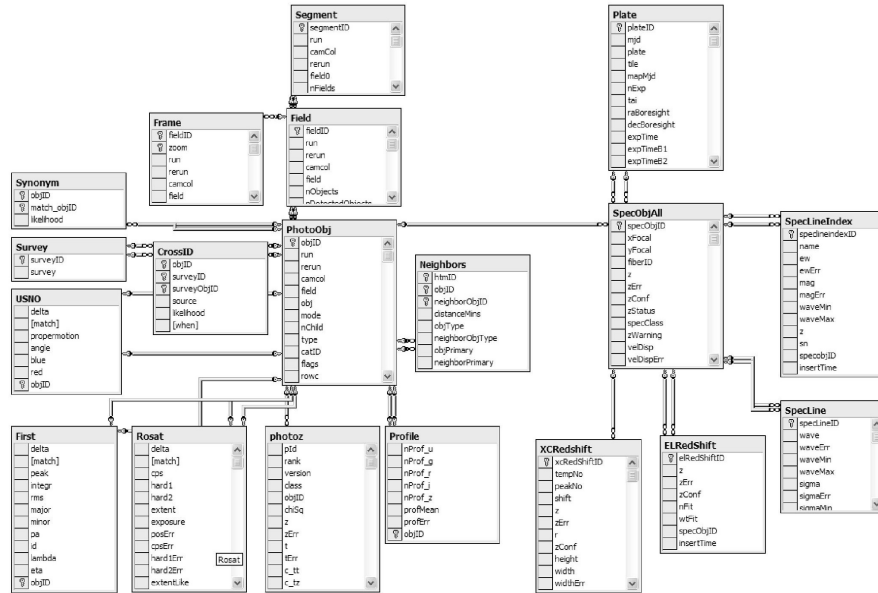 Segment
segmentID
run
camCol
rerun
field0
nFields
Plate
plateID
mjd
plate
tile
mapMjd
nExp
tai
raBoresight
decBoresight
expTime
expTimeB1
expTimeB2
Frame
fieldID
zoom
run
rerun
camcol
field
Field
fieldID
run
rerun
camcol
field
nObjects
nDetectedObjects
Synonym
objID
match_objID
likelihood
Survey
surveyID
survey
CrossID
objID
surveyID
surveyObjID
source
likelihood
[when]
PhotoObj
objID
run
rerun
camcol
field
obj
mode
nChild
type
catID
flags
rowc
Neighbors
htmID
objID
neighborObjID
distanceMins
objType
neighborObjType
objPrimary
neighborPrimary
SpecObjAll
specObjID
xFocal
yFocal
fiberID
z
zErr
zConf
zStatus
specClass
zWarning
velDisp
velDispErr
SpecLineIndex
speclineindexID
name
ew
ewErr
mag
magErr
waveMin
waveMax
z
sn
specobjID
insertTime
USNO
delta
[match]
propermotion
angle
blue
red
objID
First
delta
[match]
peak
integr
rms
major
minor
pa
id
lambda
eta
objID
Rosat
delta
[match]
cps
hard1
hard2
extent
exposure
posErr
cpsErr
hard1Err
hard2Err
extentLike
Rosat
photoz
pId
rank
version
class
objID
chiSq
z
zErr
t
tErr
c_tt
c_tz
Profile
nProf_u
nProf_g
nProf_r
nProf_i
nProf_z
profMean
profErr
objID
XCRedshift
xcRedShiftID
tempNo
peakNo
shift
z
zErr
r
zConf
height
width
widthErr
ELRedShift
elRedShiftID
z
zErr
zConf
nFit
wtFit
specObjID
insertTime
SpecLine
specLineID
wave
waveErr
waveMin
waveMax
sigma
sigmaErr
sigmaMin